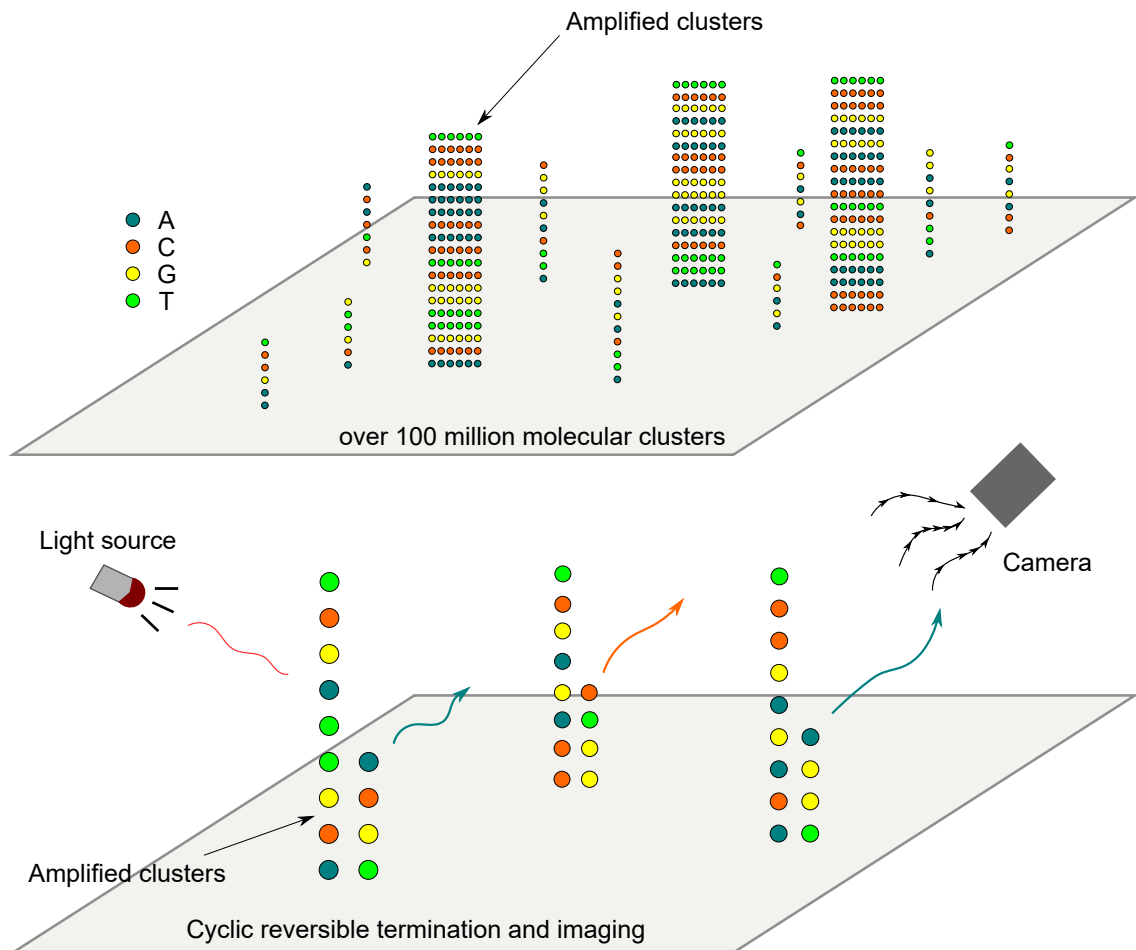 Amplified clusters
A
C
G
T
over 100 million molecular clusters
Light source
Camera
Amplified clusters
Cyclic reversible termination and imaging